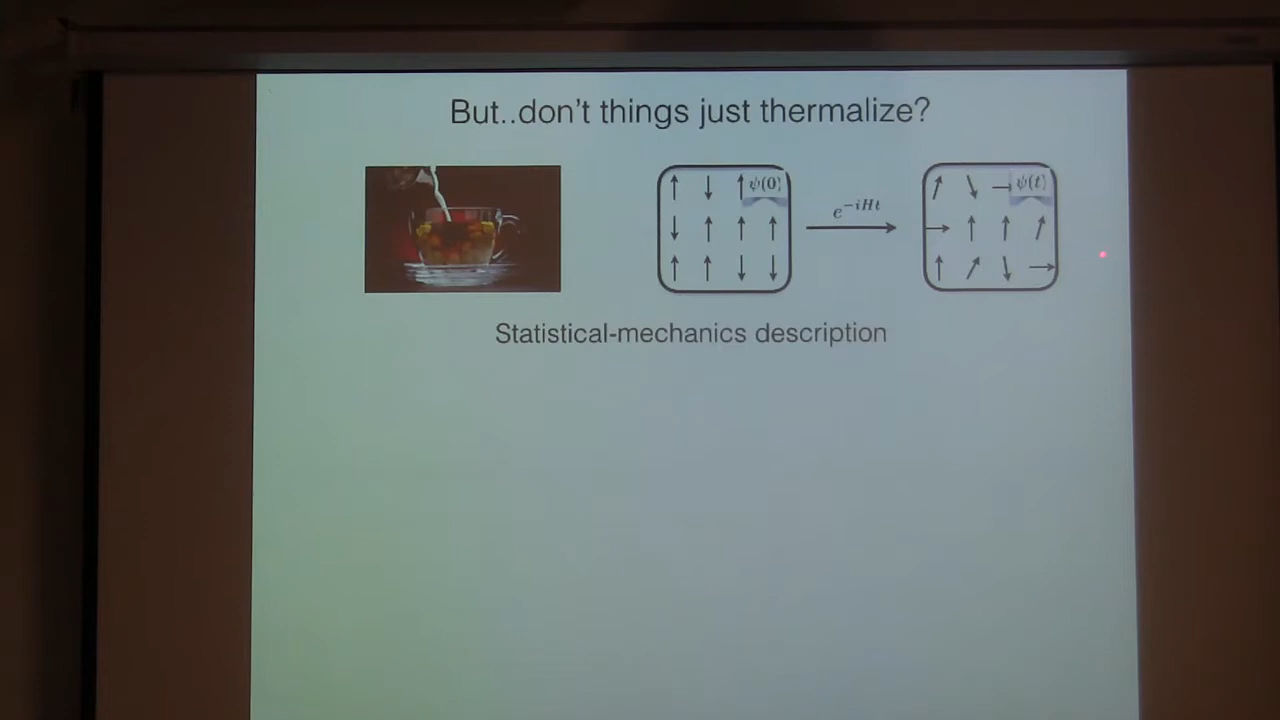 But..don't things just thermalize?
ψ(0)
e^{-iHt}
ψ(t)
Statistical-mechanics description